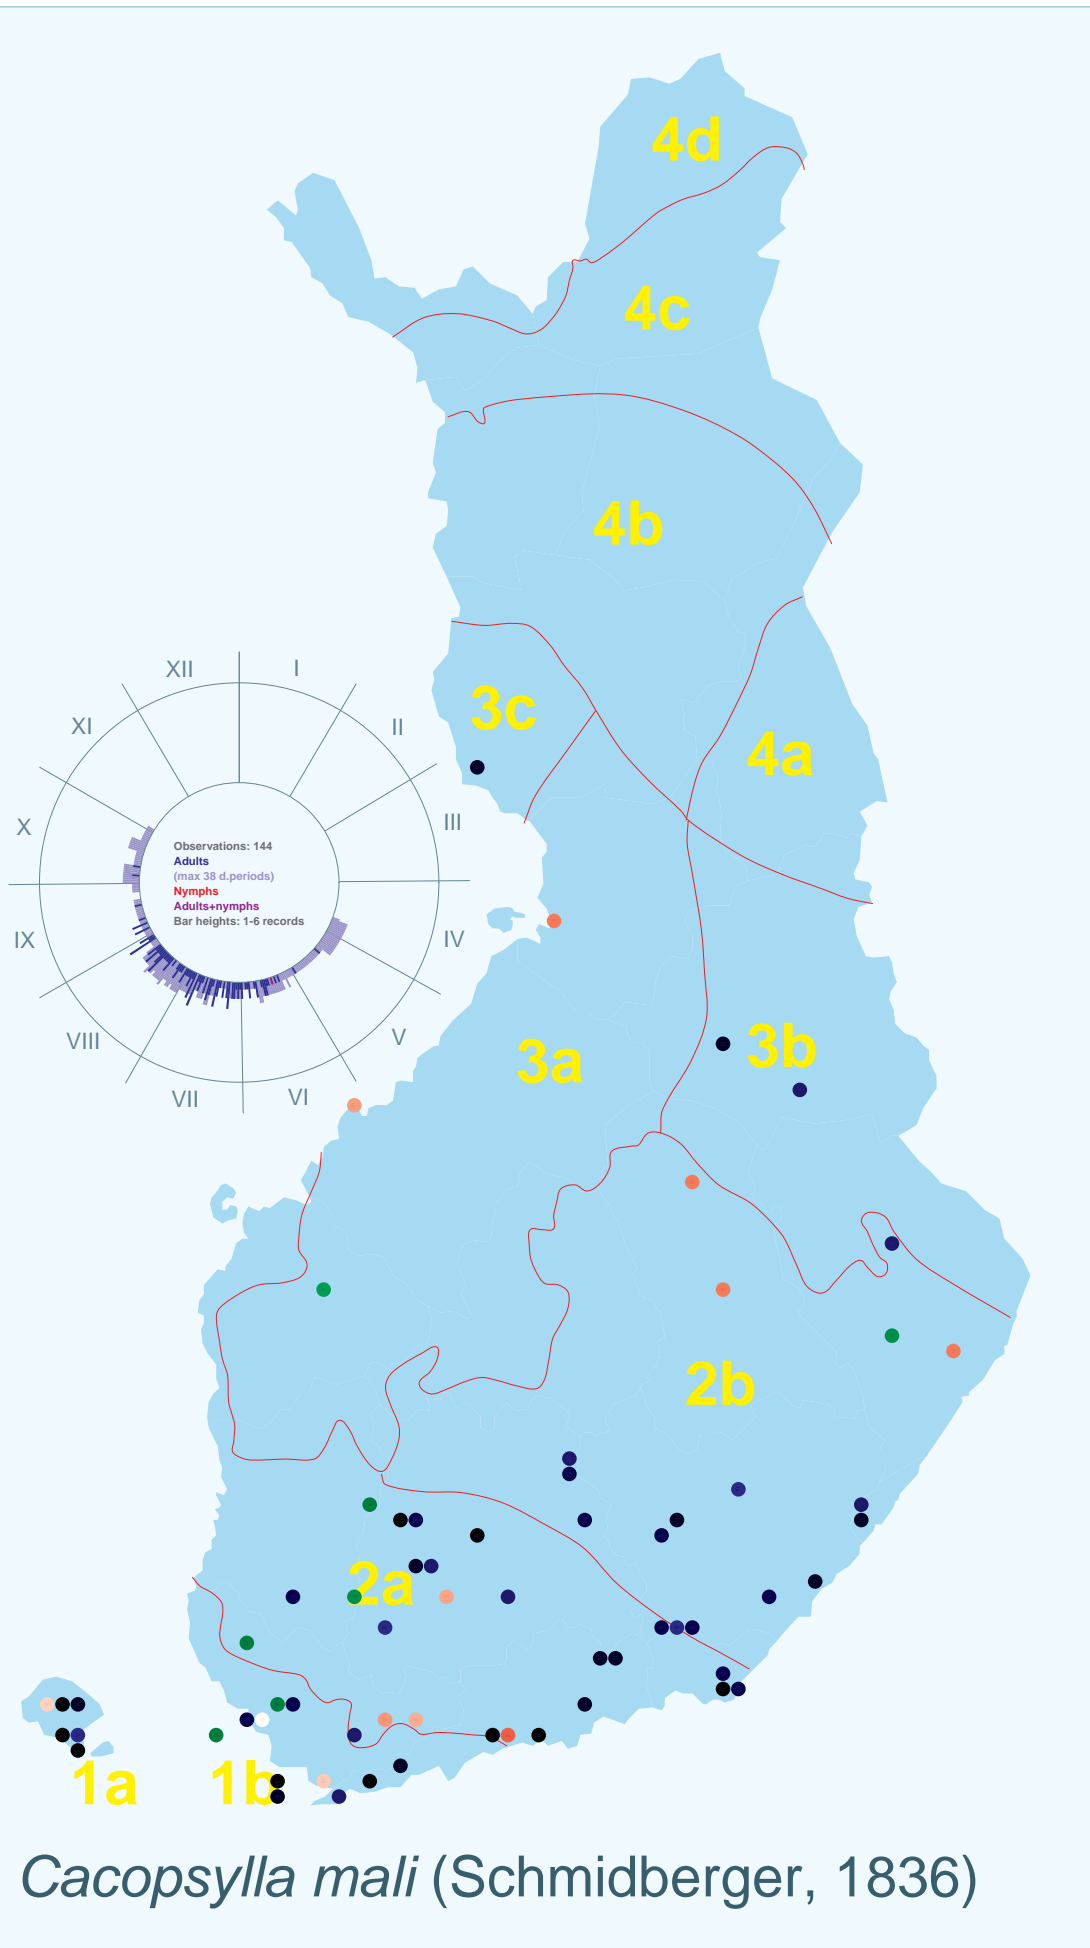 4d
4c
4b
3c
4a
XII
I
XI
II
X
III
Observations: 144
Adults
(max 38 d.periods)
Nymphs
Adults+nymphs
Bar heights: 1-6 records
IX
IV
VIII
V
VII
VI
3a
3b
2b
2a
1a
1b
Cacopsylla mali (Schmidberger, 1836)